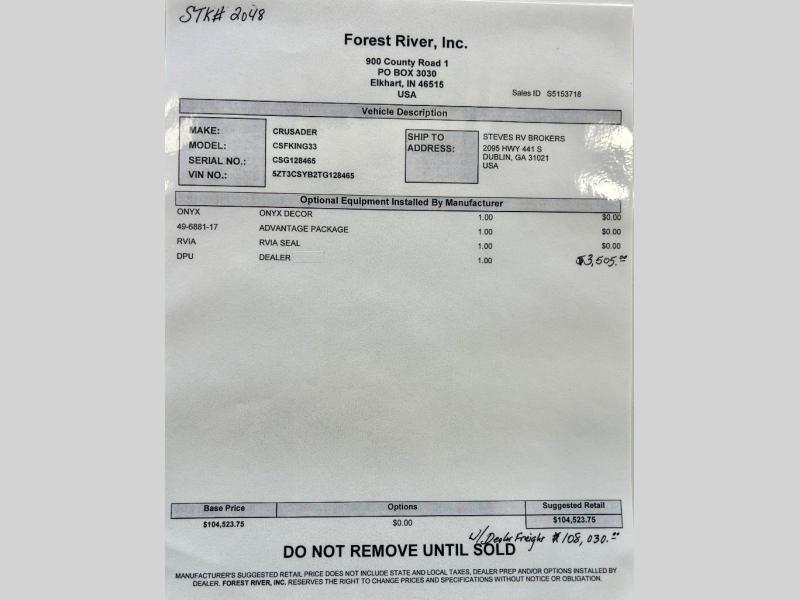 STK# 2048
Forest River, Inc.
900 County Road 1
PO BOX 3030
Elkhart, IN 46515
USA
Sales ID S5153718
Vehicle Description
MAKE: CRUSADER
MODEL: CSFKING33
SERIAL NO.: CSG128465
VIN NO.: 5ZT3CSYB2TG128465
SHIP TO ADDRESS:
STEVES RV BROKERS
2095 HWY 441 S
DUBLIN, GA 31021
USA
Optional Equipment Installed By Manufacturer
ONYX ONYX DECOR 1.00 $0.00
49-6881-17 ADVANTAGE PACKAGE 1.00 $0.00
RVIA RVIA SEAL 1.00 $0.00
DPU DEALER 1.00 $3,505.00
Base Price Options Suggested Retail
$104,523.75 $0.00 $104,523.75
W/Dealer Freight $108,030.00
DO NOT REMOVE UNTIL SOLD
MANUFACTURER'S SUGGESTED RETAIL PRICE DOES NOT INCLUDE STATE AND LOCAL TAXES, DEALER PREP AND/OR OPTIONS INSTALLED BY
DEALER. FOREST RIVER, INC. RESERVES THE RIGHT TO CHANGE PRICES AND SPECIFICATIONS WITHOUT NOTICE OR OBLIGATION.